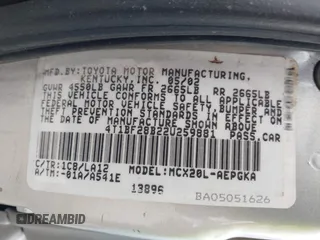 MFD.BY:TOYOTA MOTOR MANUFACTURING,
KENTUCKY,INC. 05/02
GVWR 4550LB GAWR FR 2665LB RR 2665LB
THIS VEHICLE CONFORMS TO ALL APPLICABLE
FEDERAL MOTOR VEHICLE SAFETY,BUMPER,AND
THEFT PREVENTION STANDARDS IN EFFECT ON
THE DATE OF MANUFACTURE SHOWN ABOVE.
4T1BF28B22U259881 PASS.CAR
C/TR:1C8/LA12 MODEL:MCX20L-AEPGKA
A/TM:-01A/A541E
13896
BA05051626